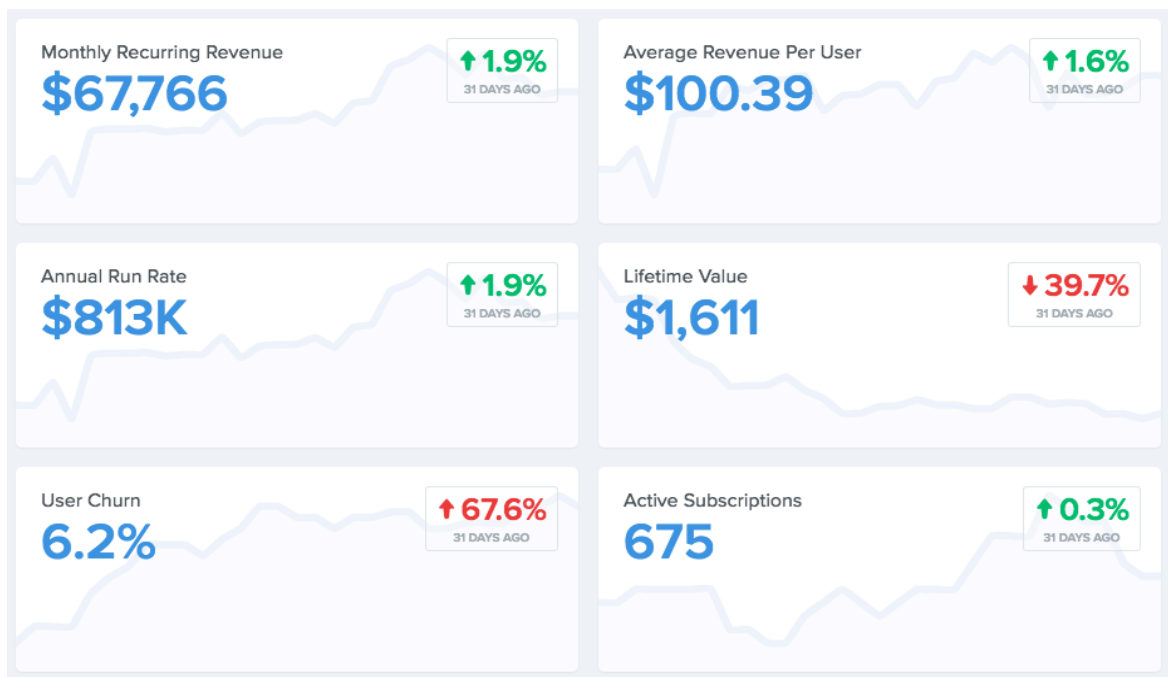 Monthly Recurring Revenue
$67,766
↑ 1.9%
31 DAYS AGO
Average Revenue Per User
$100.39
↑ 1.6%
31 DAYS AGO
Annual Run Rate
$813K
↑ 1.9%
31 DAYS AGO
Lifetime Value
$1,611
↓ 39.7%
31 DAYS AGO
User Churn
6.2%
↑ 67.6%
31 DAYS AGO
Active Subscriptions
675
↑ 0.3%
31 DAYS AGO